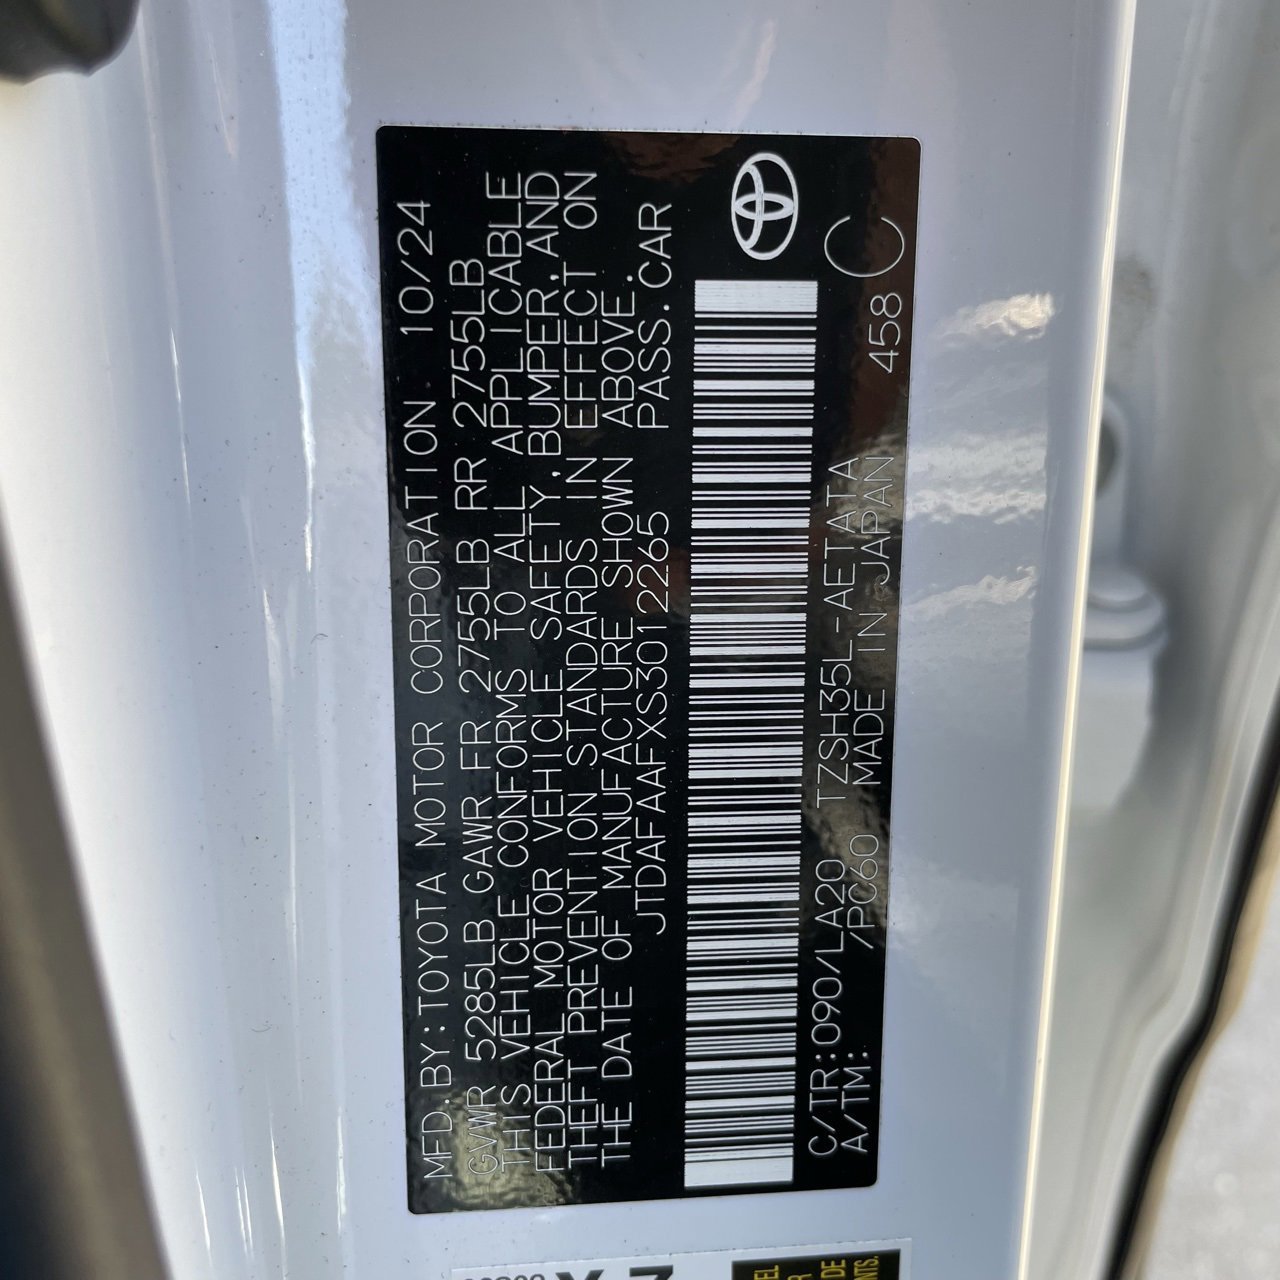 MFD.BY:TOYOTA MOTOR CORPORATION 10/24
GVWR 5285LB GAWR FR 2755LB RR 2755LB
THIS VEHICLE CONFORMS TO ALL APPLICABLE
FEDERAL MOTOR VEHICLE SAFETY,BUMPER,AND
THEFT PREVENTION STANDARDS IN EFFECT ON
THE DATE OF MANUFACTURE SHOWN ABOVE.
JTDAFAAFXS3012265 PASS.CAR
C/TR:090/LA20 TZSH35L-AETATA
A/TM: /PC60 MADE IN JAPAN 458 C